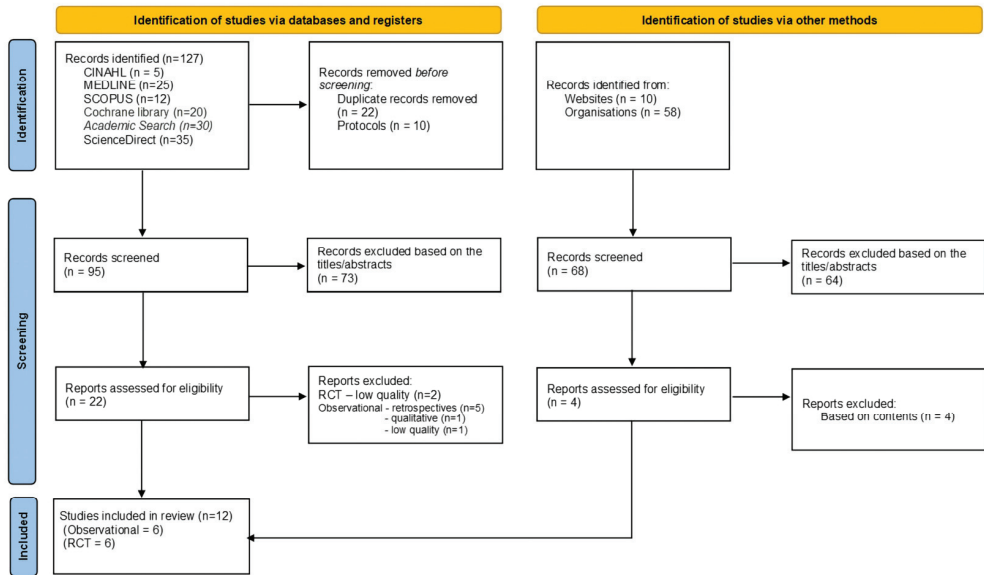 Identification of studies via databases and registers
Identification of studies via other methods
Identification
Records identified (n=127)
CINAHL (n = 5)
MEDLINE (n=25)
SCOPUS (n=12)
Cochrane library (n=20)
Academic Search (n=30)
ScienceDirect (n=35)
Records removed before
screening:
Duplicate records removed
(n = 22)
Protocols (n = 10)
Records identified from:
Websites (n = 10)
Organisations (n = 58)
Screening
Records screened
(n = 95)
Records excluded based on the
titles/abstracts
(n = 73)
Records screened
(n = 68)
Records excluded based on the
titles/abstracts
(n = 64)
Reports assessed for eligibility
(n = 22)
Reports excluded:
RCT – low quality (n=2)
Observational - retrospectives (n=5)
- qualitative (n=1)
- low quality (n=1)
Reports assessed for eligibility
(n = 4)
Reports excluded:
Based on contents (n = 4)
Included
Studies included in review (n=12)
(Observational = 6)
(RCT = 6)